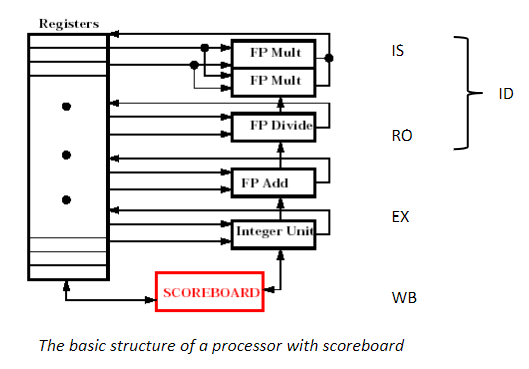 Registers
FP Mult
FP Mult
FP Divide
FP Add
Integer Unit
SCOREBOARD
IS
ID
RO
EX
WB
The basic structure of a processor with scoreboard